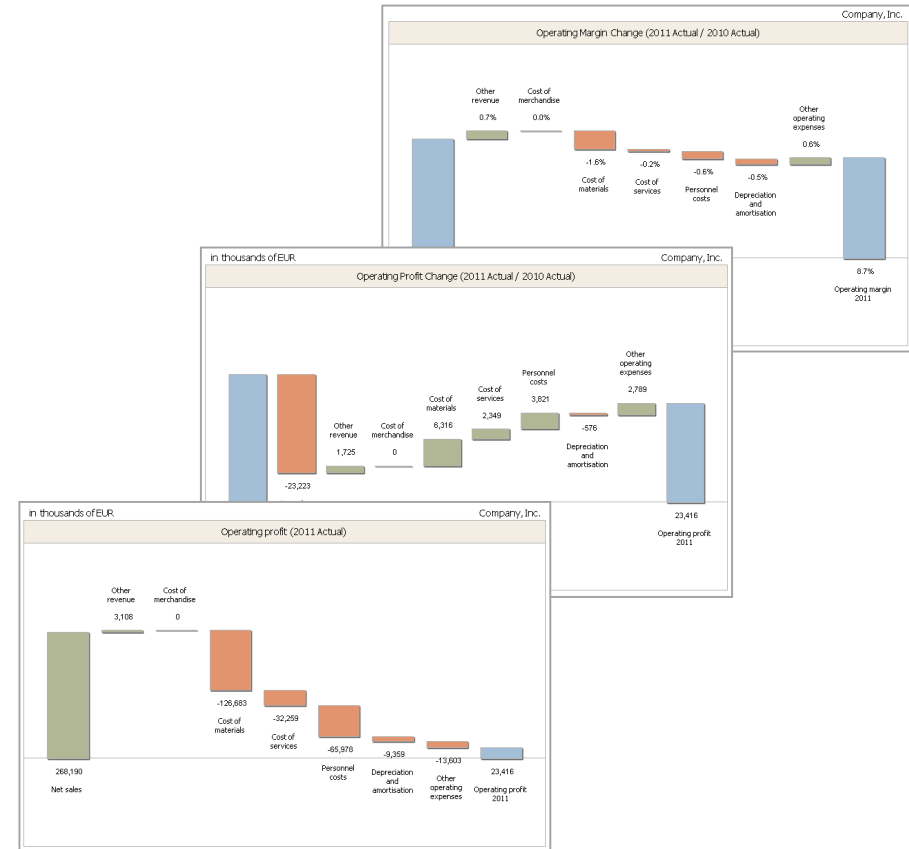 Company, Inc.
Operating Margin Change (2011 Actual / 2010 Actual)
Other
revenue
0.7%
Cost of
merchandise
0.0%
Other
operating
expenses
0.6%
-1.6%
Cost of
materials
-0.2%
Cost of
services
-0.6%
Personnel
costs
-0.5%
Depreciation
and
amortisation
8.7%
Operating margin
2011
in thousands of EUR
Company, Inc.
Operating Profit Change (2011 Actual / 2010 Actual)
Other
revenue
1,725
Cost of
merchandise
0
Cost of
materials
6,316
Cost of
services
2,349
Personnel
costs
3,821
Other
operating
expenses
2,789
-23,223
-576
Depreciation
and
amortisation
23,416
Operating profit
2011
in thousands of EUR
Company, Inc.
Operating profit (2011 Actual)
Other
revenue
3,108
Cost of
merchandise
0
268,190
Net sales
-126,683
Cost of
materials
-32,259
Cost of
services
-65,978
Personnel
costs
-9,359
Depreciation
and
amortisation
-13,603
Other
operating
expenses
23,416
Operating profit
2011